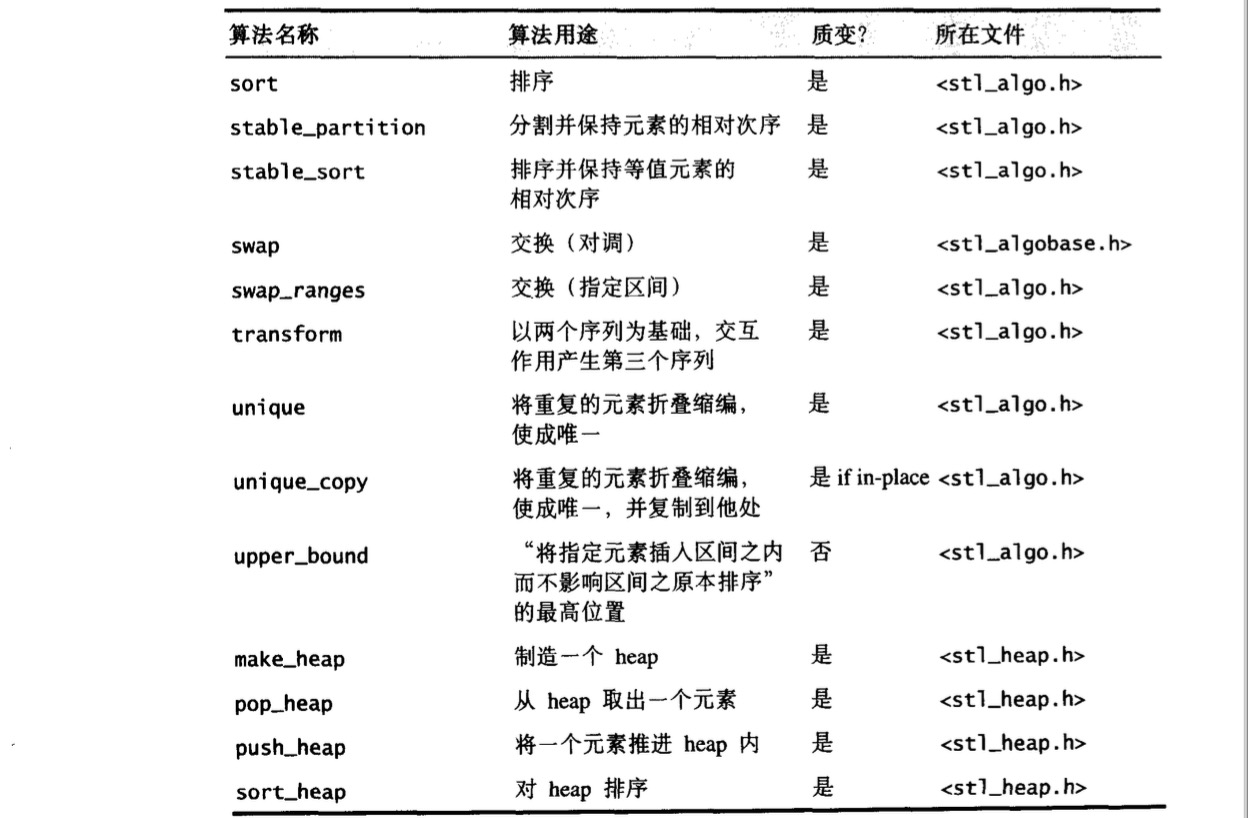 算法名称 算法用途 质变? 所在文件
sort 排序 是 <stl_algo.h>
stable_partition 分割并保持元素的相对次序 是 <stl_algo.h>
stable_sort 排序并保持等值元素的 是 <stl_algo.h>
相对次序
swap 交换（对调） 是 <stl_algobase.h>
swap_ranges 交换（指定区间） 是 <stl_algo.h>
transform 以两个序列为基础，交互 是 <stl_algo.h>
作用产生第三个序列
unique 将重复的元素折叠缩编， 是 <stl_algo.h>
使成唯一
unique_copy 将重复的元素折叠缩编， 是 if in-place <stl_algo.h>
使成唯一，并复制到他处
upper_bound “将指定元素插入区间之内 否 <stl_algo.h>
而不影响区间之原本排序”
的最高位置
make_heap 制造一个 heap 是 <stl_heap.h>
pop_heap 从 heap 取出一个元素 是 <stl_heap.h>
push_heap 将一个元素推进 heap 内 是 <stl_heap.h>
sort_heap 对 heap 排序 是 <stl_heap.h>